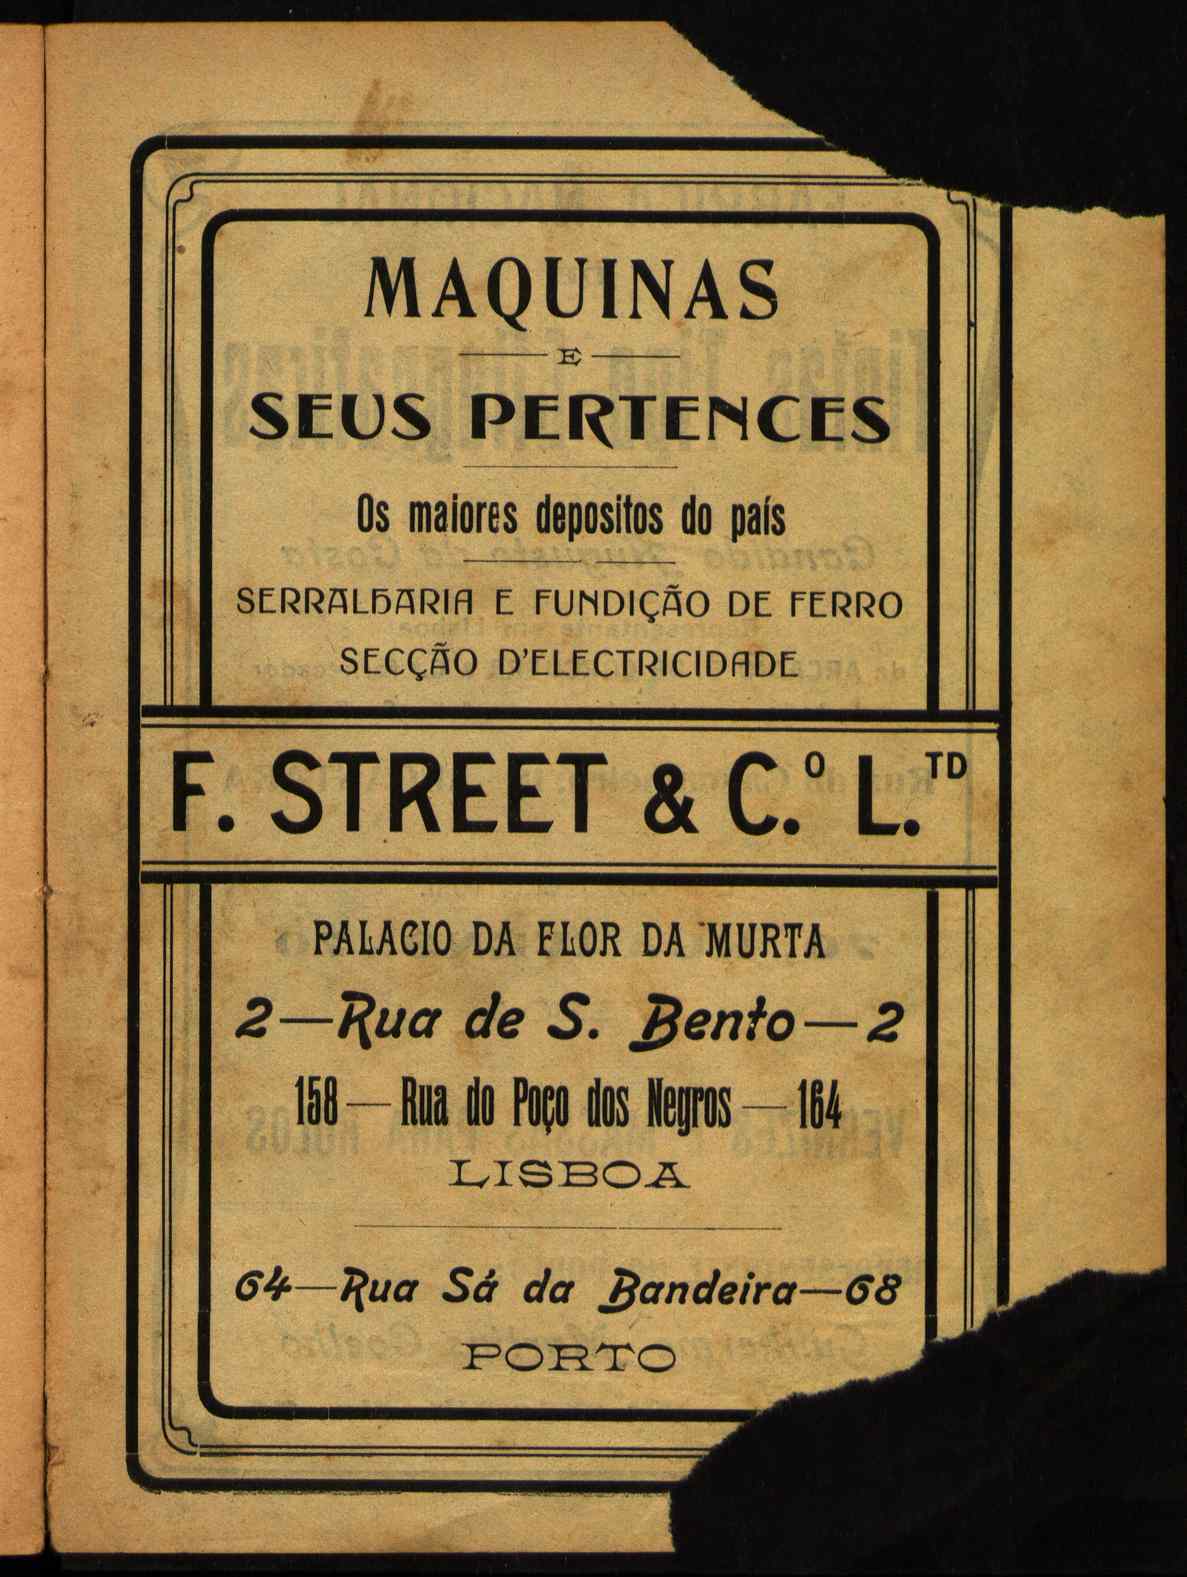 MAQUINAS
E
SEUS PERTENCES
Os maiores depositos do país
SERRALHARIA E FUNDIÇÃO DE FERRO
SECÇÃO D'ELECTRICIDADE
F. STREET & C.º L.TD
PALACIO DA FLOR DA MURTA
2—Rua de S. Bento—2
158 — Rua do Poço dos Negros — 164
LISBOA
64—Rua Sá da Bandeira—68
PORTO